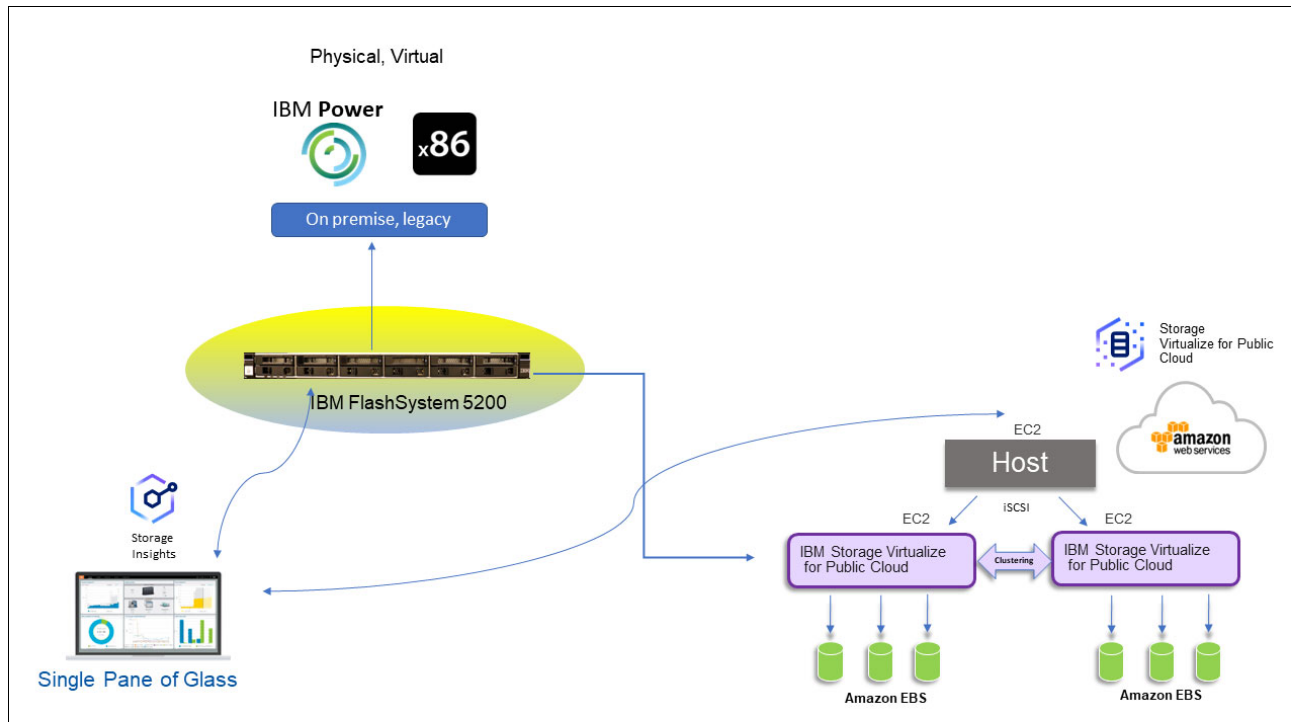 Physical, Virtual
IBM Power
x86
On premise, legacy
IBM FlashSystem 5200
Storage
Insights
Single Pane of Glass
Storage
Virtualize for Public
Cloud
amazon
web services
EC2
Host
iSCSI
EC2
EC2
IBM Storage Virtualize
for Public Cloud
Clustering
IBM Storage Virtualize
for Public Cloud
Amazon EBS
Amazon EBS